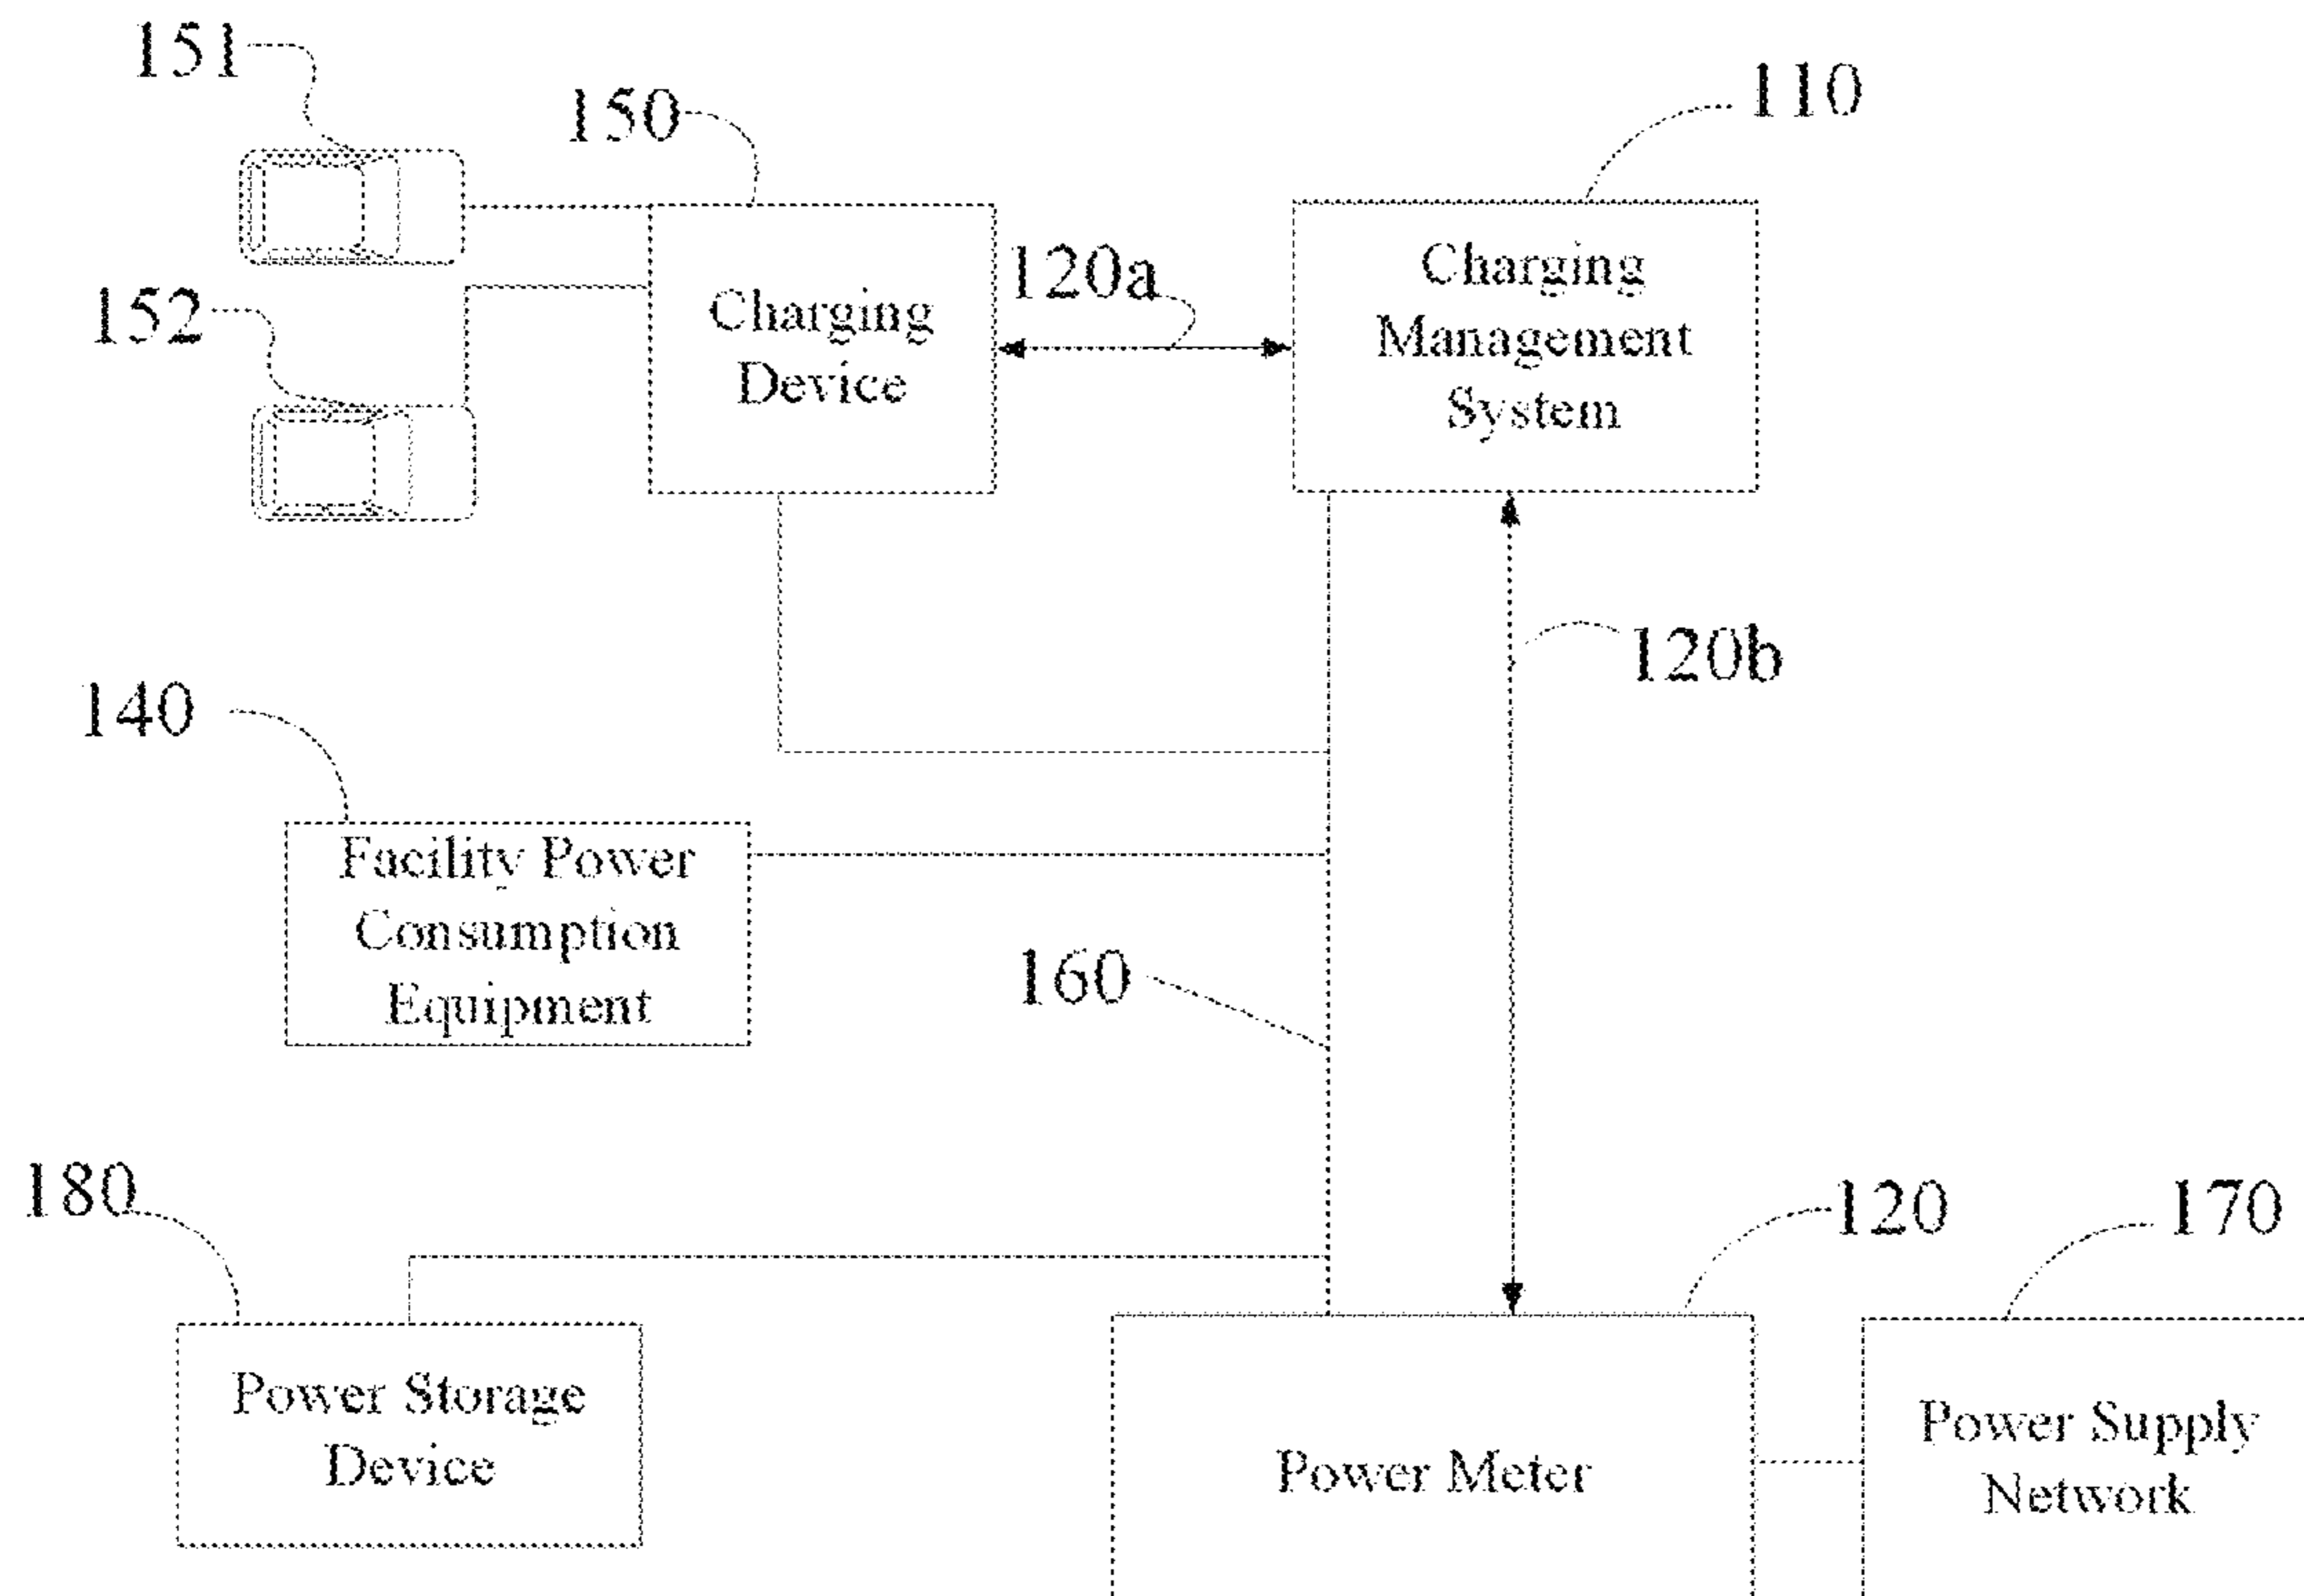 151
150
110
Charging
Management
System
120a
Charging
Device
152
120b
140
Facility Power
Consumption
Equipment
160
180
120
170
Power Storage
Device
Power Meter
Power Supply
Network